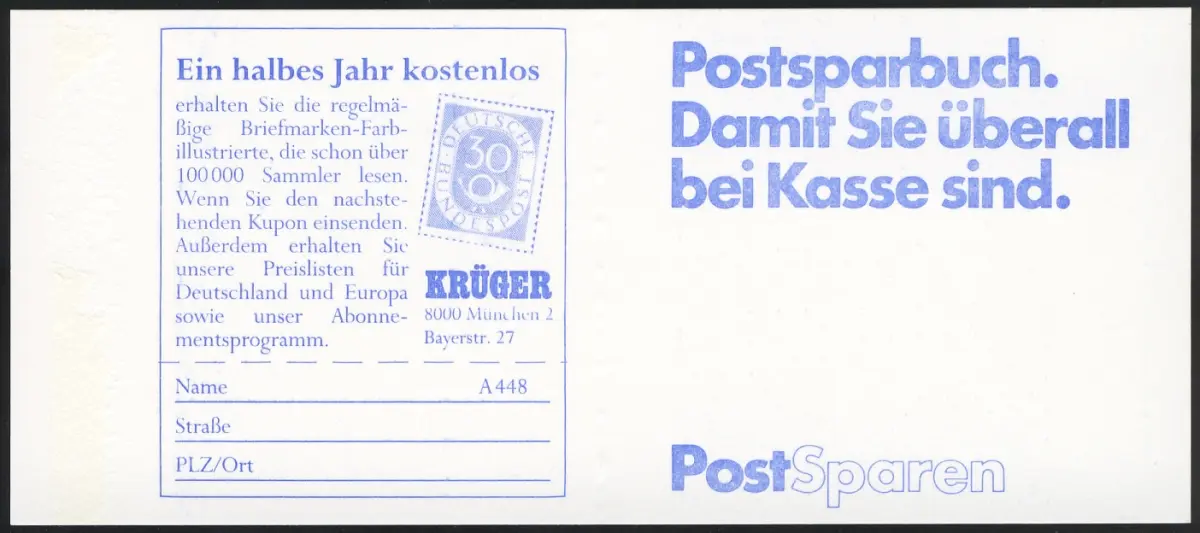 Ein halbes Jahr kostenlos
erhalten Sie die regelmä-
ßige Briefmarken-Farb-
illustrierte, die schon über
100 000 Sammler lesen.
Wenn Sie den nachste-
henden Kupon einsenden.
Außerdem erhalten Sie
unsere Preislisten für
Deutschland und Europa
sowie unser Abonne-
mentsprogramm.
DEUTSCHE
BUNDESPOST
30
KRÜGER
8000 München 2
Bayerstr. 27
Name A 448
Straße
PLZ/Ort
Postsparbuch.
Damit Sie überall
bei Kasse sind.
PostSparen